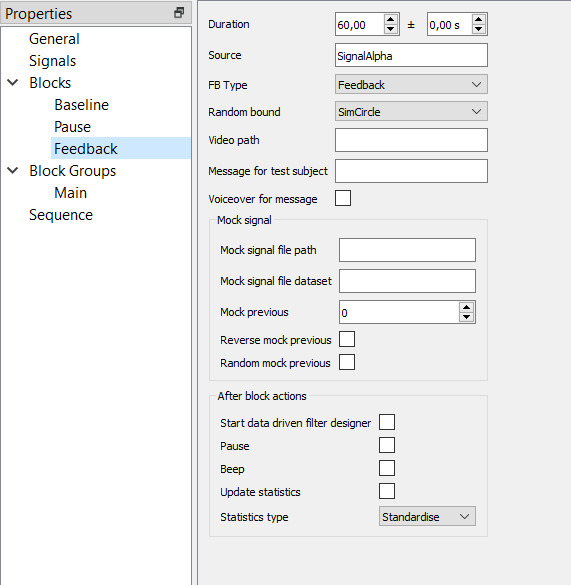 Properties
General
Signals
Blocks
Baseline
Pause
Feedback
Block Groups
Main
Sequence
Duration 60,00 ± 0,00 s
Source SignalAlpha
FB Type Feedback
Random bound SimCircle
Video path
Message for test subject
Voiceover for message
Mock signal
Mock signal file path
Mock signal file dataset
Mock previous 0
Reverse mock previous
Random mock previous
After block actions
Start data driven filter designer
Pause
Beep
Update statistics
Statistics type Standardise